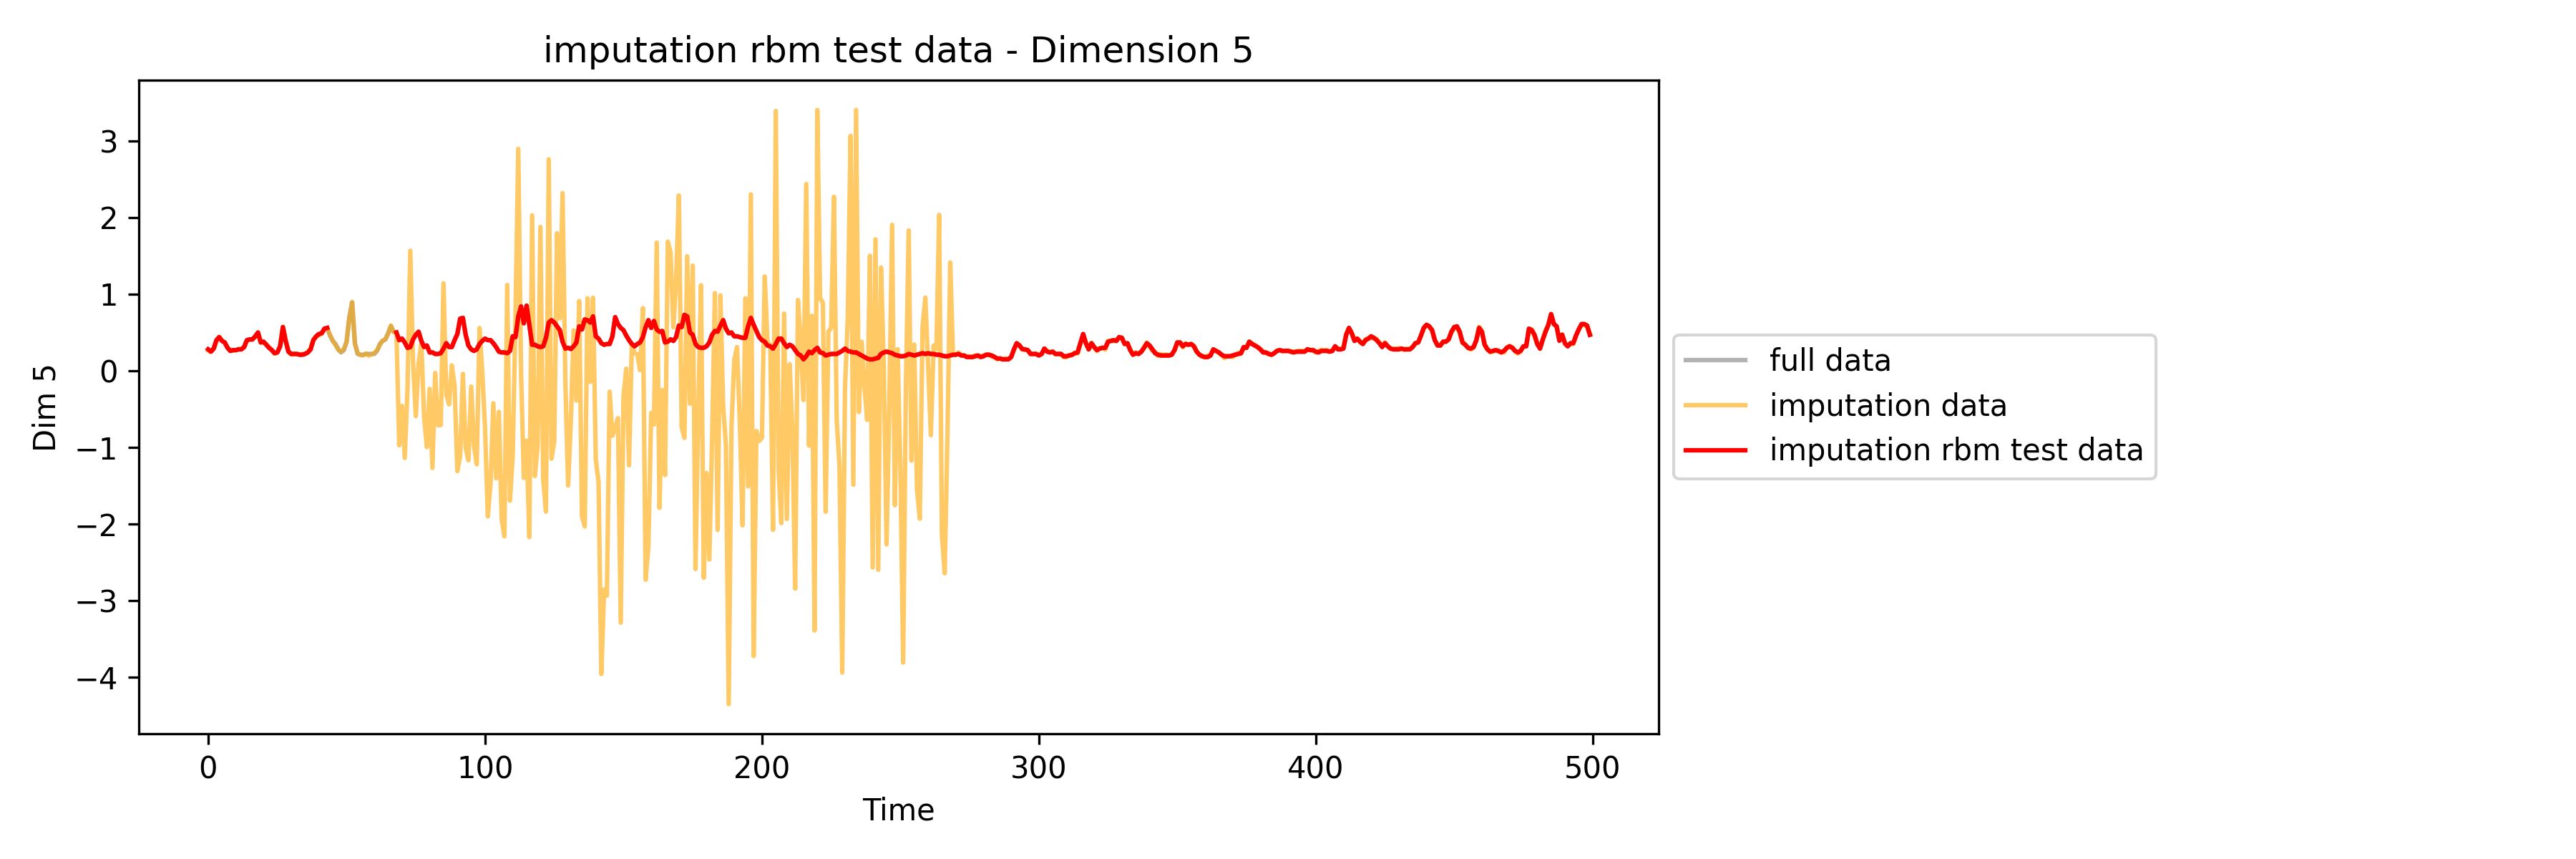 imputation rbm test data - Dimension 5
3
2
1
0
−1
−2
−3
−4
Dim 5
0
100
200
300
400
500
Time
full data
imputation data
imputation rbm test data